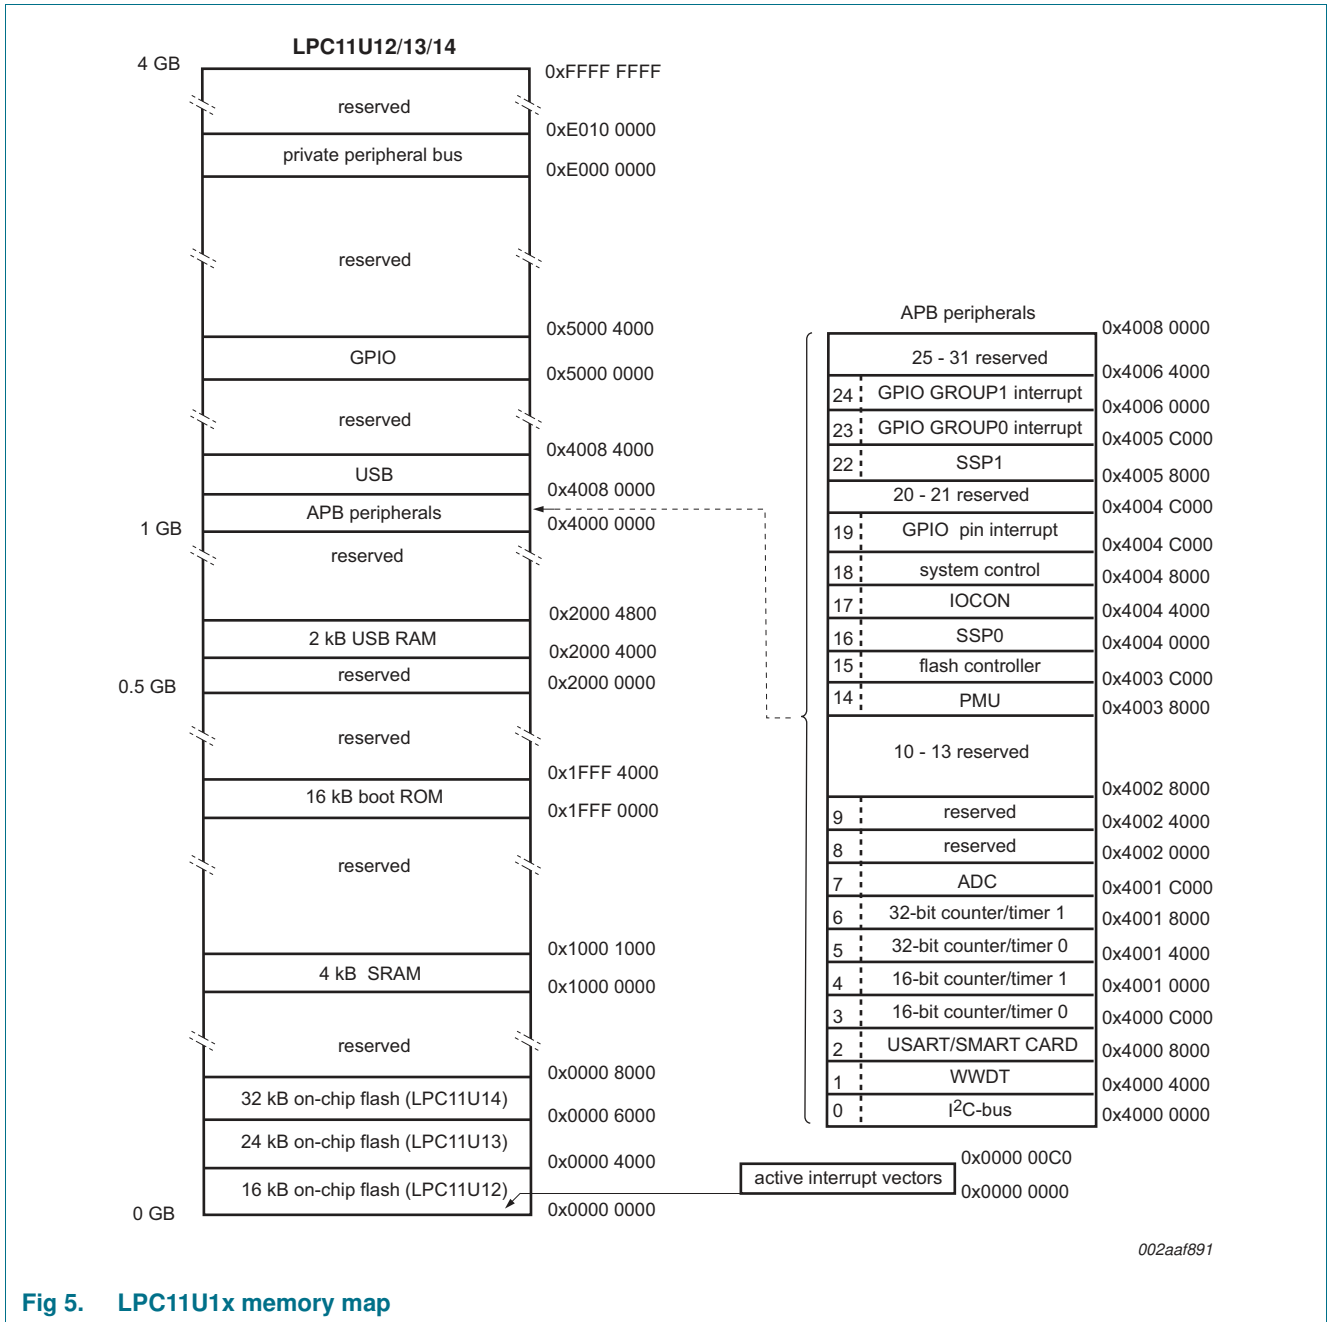 LPC11U12/13/14
4 GB
0xFFFF FFFF
reserved
0xE010 0000
private peripheral bus
0xE000 0000
reserved
0x5000 4000
GPIO
0x5000 0000
reserved
0x4008 4000
USB
0x4008 0000
APB peripherals
1 GB
0x4000 0000
reserved
0x2000 4800
2 kB USB RAM
0x2000 4000
reserved
0.5 GB
0x2000 0000
reserved
0x1FFF 4000
16 kB boot ROM
0x1FFF 0000
reserved
0x1000 1000
4 kB SRAM
0x1000 0000
reserved
0x0000 8000
32 kB on-chip flash (LPC11U14)
0x0000 6000
24 kB on-chip flash (LPC11U13)
0x0000 4000
16 kB on-chip flash (LPC11U12)
0 GB
0x0000 0000
APB peripherals
0x4008 0000
25 - 31 reserved
0x4006 4000
24 GPIO GROUP1 interrupt
0x4006 0000
23 GPIO GROUP0 interrupt
0x4005 C000
22 SSP1
0x4005 8000
20 - 21 reserved
0x4004 C000
19 GPIO pin interrupt
0x4004 C000
18 system control
0x4004 8000
17 IOCON
0x4004 4000
16 SSP0
0x4004 0000
15 flash controller
0x4003 C000
14 PMU
0x4003 8000
10 - 13 reserved
0x4002 8000
9 reserved
0x4002 4000
8 reserved
0x4002 0000
7 ADC
0x4001 C000
6 32-bit counter/timer 1
0x4001 8000
5 32-bit counter/timer 0
0x4001 4000
4 16-bit counter/timer 1
0x4001 0000
3 16-bit counter/timer 0
0x4000 C000
2 USART/SMART CARD
0x4000 8000
1 WWDT
0x4000 4000
0 I2C-bus
0x4000 0000
0x0000 00C0
active interrupt vectors
0x0000 0000
002aaf891
Fig 5. LPC11U1x memory map